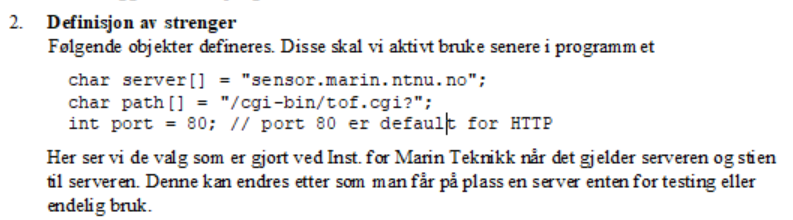 2. Definisjon av strenger
Følgende objekter defineres. Disse skal vi aktivt bruke senere i programmet
char server[] = "sensor.marin.ntnu.no";
char path[] = "/cgi-bin/tof.cgi?";
int port = 80; // port 80 er default for HTTP
Her ser vi de valg som er gjort ved Inst. for Marin Teknikk når det gjelder serveren og stien
til serveren. Denne kan endres etter som man får på plass en server enten for testing eller
endelig bruk.